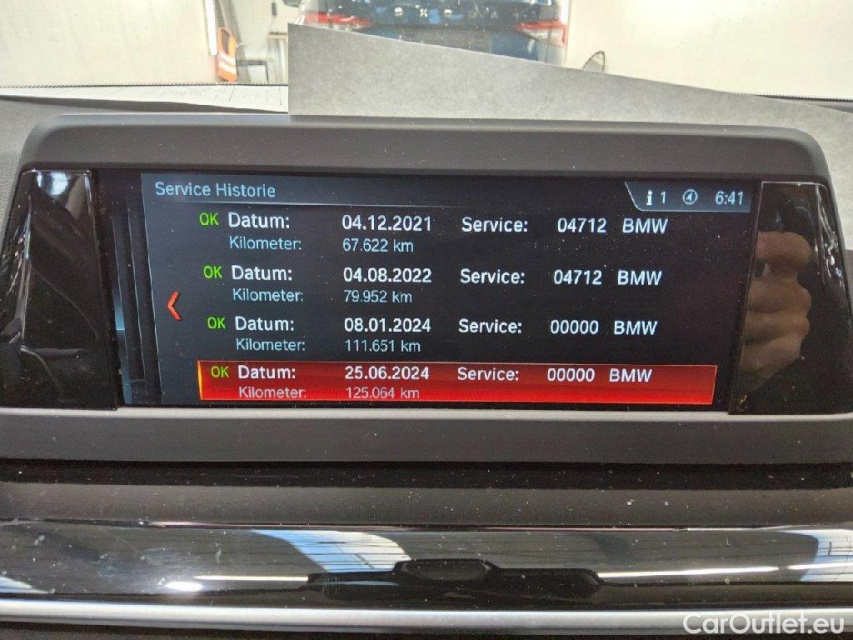 Service Historie
1 6:41
OK Datum: 04.12.2021 Service: 04712 BMW
Kilometer: 67.622 km
OK Datum: 04.08.2022 Service: 04712 BMW
Kilometer: 79.952 km
OK Datum: 08.01.2024 Service: 00000 BMW
Kilometer: 111.651 km
OK Datum: 25.06.2024 Service: 00000 BMW
Kilometer: 125.064 km
CarOutlet.eu